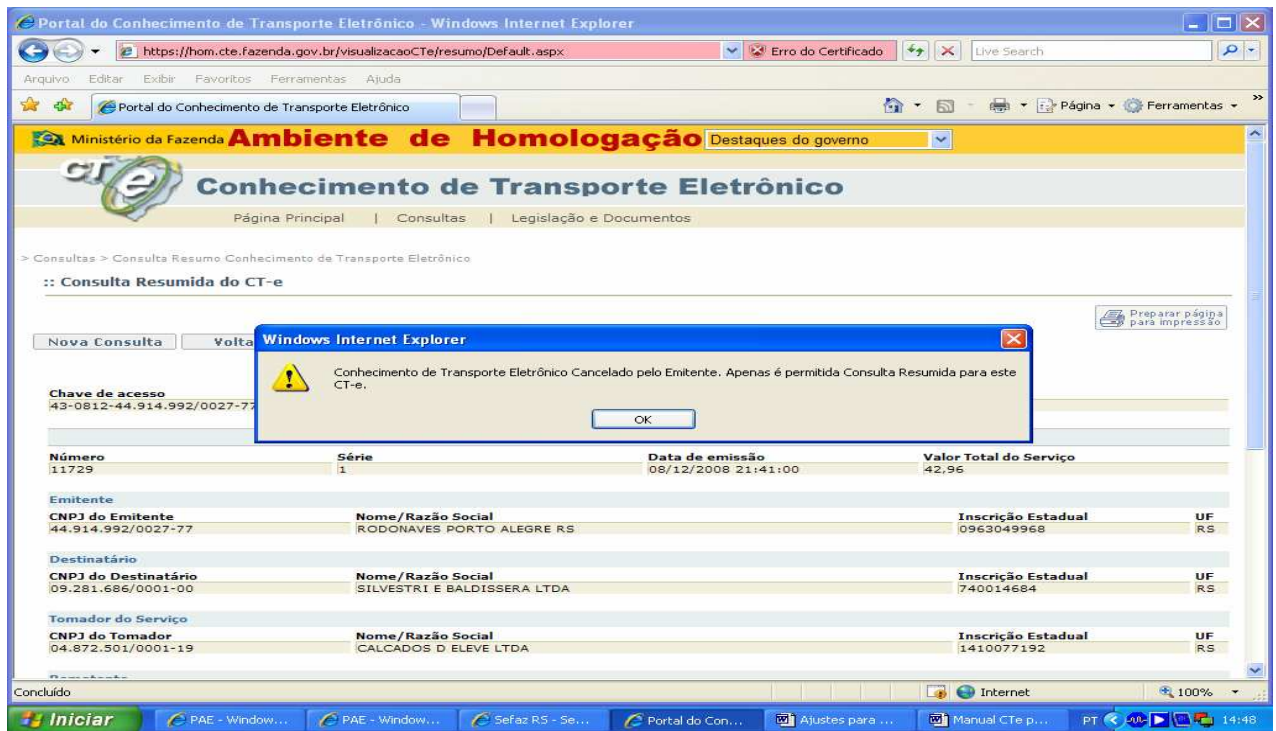 Portal do Conhecimento de Transporte Eletrônico - Windows Internet Explorer
https://hom.cte.fazenda.gov.br/visualizacaoCTe/resumo/Default.aspx Erro do Certificado Live Search
Arquivo Editar Exibir Favoritos Ferramentas Ajuda
Portal do Conhecimento de Transporte Eletrônico Página Ferramentas »
Ministério da Fazenda Ambiente de Homologação Destaques do governo
CTe Conhecimento de Transporte Eletrônico
Página Principal | Consultas | Legislação e Documentos
> Consultas > Consulta Resumo Conhecimento de Transporte Eletrônico
:: Consulta Resumida do CT-e
Preparar página
para impressão
Nova Consulta Volta
Windows Internet Explorer
Conhecimento de Transporte Eletrônico Cancelado pelo Emitente. Apenas é permitida Consulta Resumida para este
CT-e.
OK
Chave de acesso
43-0812-44.914.992/0027-77
Número Série Data de emissão Valor Total do Serviço
11729 1 08/12/2008 21:41:00 42,96
Emitente
CNPJ do Emitente Nome/Razão Social Inscrição Estadual UF
44.914.992/0027-77 RODONAVES PORTO ALEGRE RS 0963049968 RS
Destinatário
CNPJ do Destinatário Nome/Razão Social Inscrição Estadual UF
09.281.686/0001-00 SILVESTRI E BALDISSERA LTDA 740014684 RS
Tomador do Serviço
CNPJ do Tomador Nome/Razão Social Inscrição Estadual UF
04.872.501/0001-19 CALCADOS D ELEVE LTDA 1410077192 RS
Concluído Internet 100%
Iniciar PAE - Window... PAE - Window... Sefaz RS - Se... Portal do Con... Ajustes para ... Manual CTe p... PT 14:48